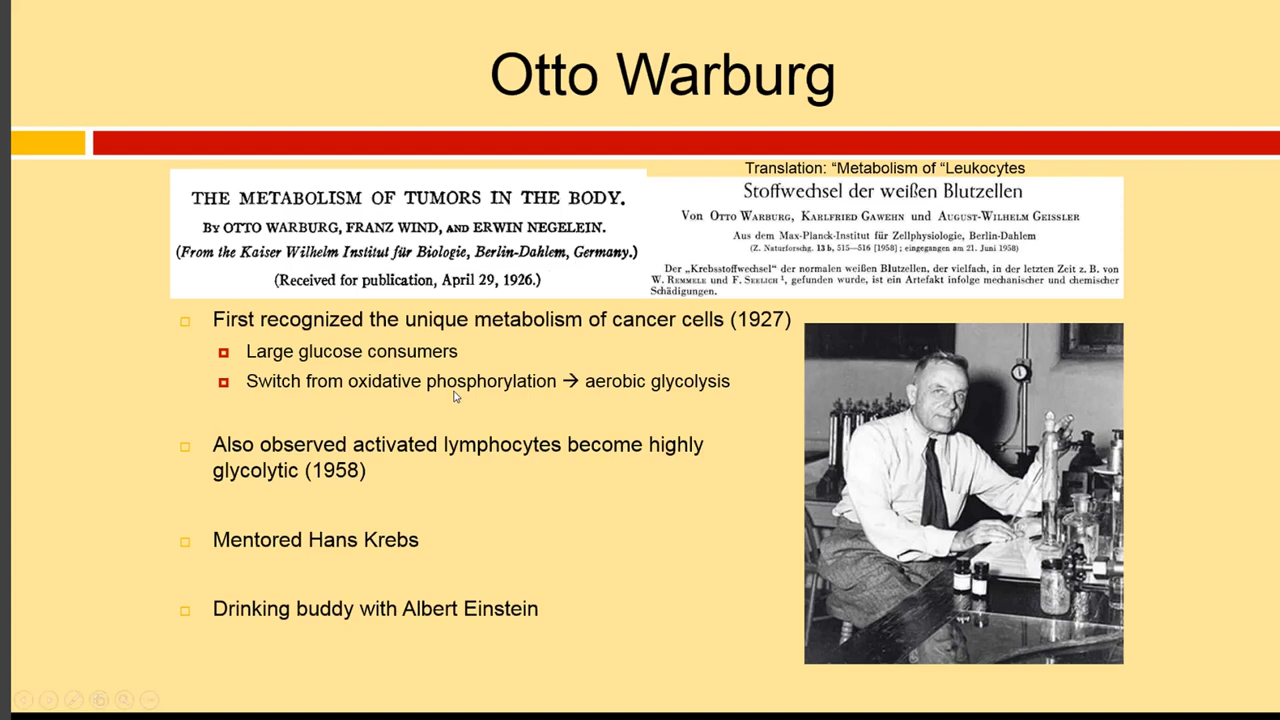 Otto Warburg
THE METABOLISM OF TUMORS IN THE BODY.
BY OTTO WARBURG, FRANZ WIND, AND ERWIN NEGELEIN.
(From the Kaiser Wilhelm Institut für Biologie, Berlin-Dahlem, Germany.)
(Received for publication, April 29, 1926.)
Translation: “Metabolism of “Leukocytes
Stoffwechsel der weißen Blutzellen
Von OTTO WARBURG, KARLFRIED GAWEHN und AUGUST-WILHELM GEISSLER
Aus dem Max-Planck-Institut für Zellphysiologie, Berlin-Dahlem
(Z. Naturforschg. 13 b, 515—516 [1958]; eingegangen am 21. Juni 1958)
Der „Krebsstoffwechsel“ der normalen weißen Blutzellen, der vielfach, in der letzten Zeit z. B. von
W. REMMELE und F. SEELICH ¹, gefunden wurde, ist ein Artefakt infolge mechanischer und chemischer
Schädigungen.
First recognized the unique metabolism of cancer cells (1927)
Large glucose consumers
Switch from oxidative phosphorylation → aerobic glycolysis
Also observed activated lymphocytes become highly
glycolytic (1958)
Mentored Hans Krebs
Drinking buddy with Albert Einstein